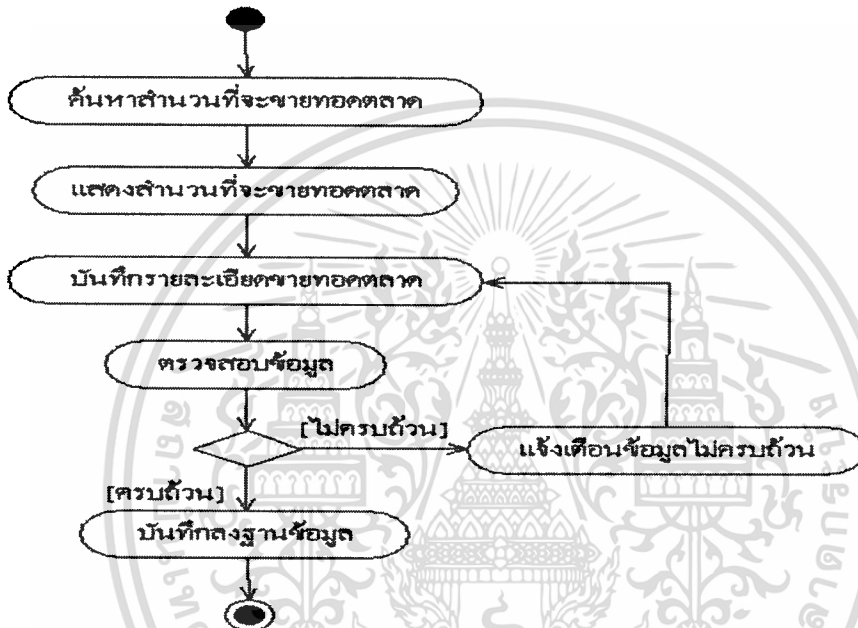 ค้นหาสำนวนที่จะขายทอดตลาด
แสดงสำนวนที่จะขายทอดตลาด
บันทึกรายละเอียดขายทอดตลาด
ตรวจสอบข้อมูล
[ไม่ครบถ้วน]
แจ้งเตือนข้อมูลไม่ครบถ้วน
[ครบถ้วน]
บันทึกลงฐานข้อมูล